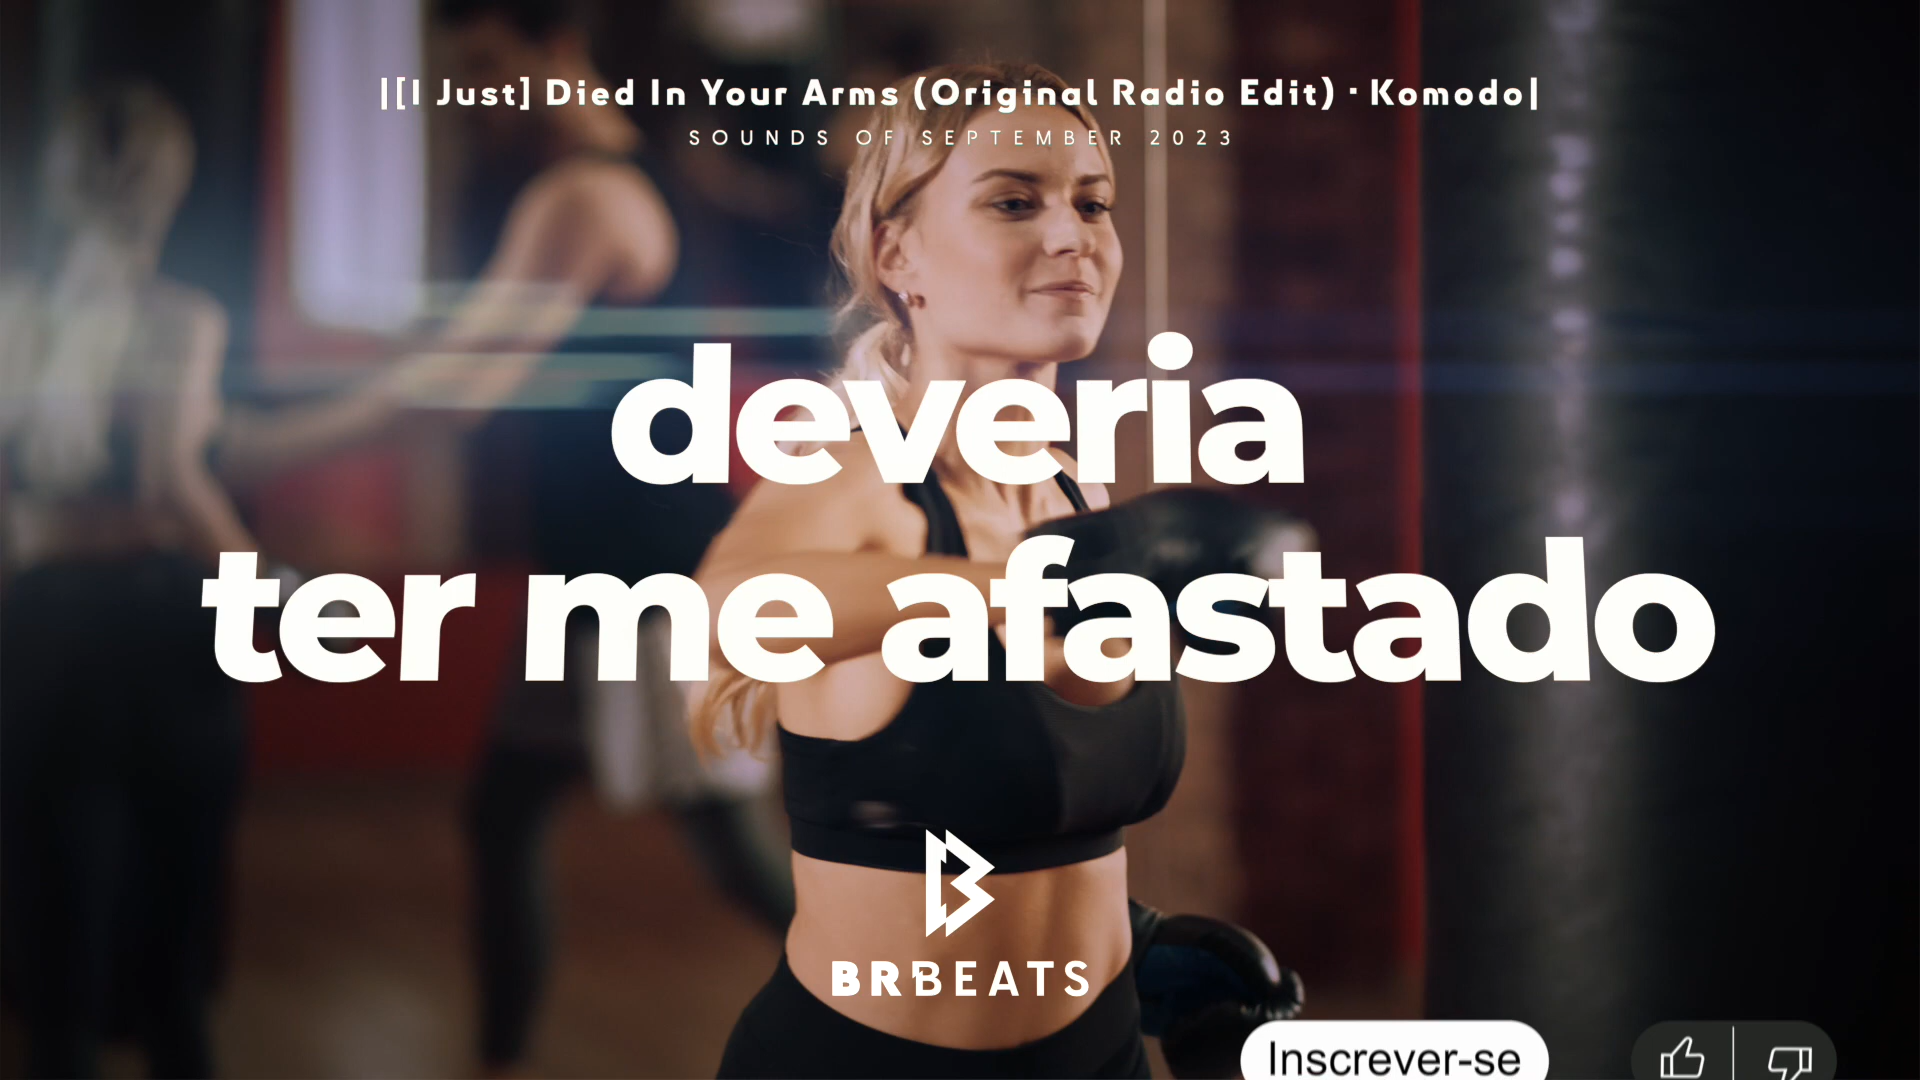 |[I Just] Died In Your Arms (Original Radio Edit) · Komodo|
SOUNDS OF SEPTEMBER 2023
deveria
ter me afastado
BRBEATS
Inscrever-se